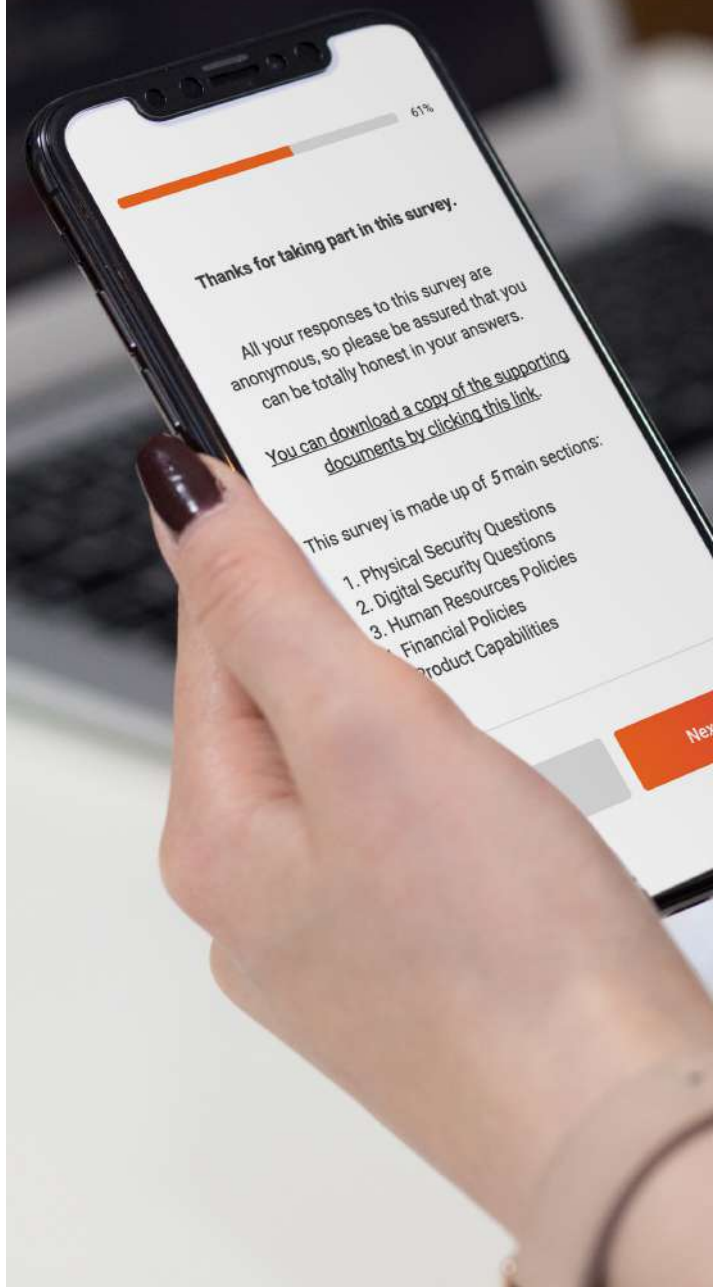 61%
Thanks for taking part in this survey.
All your responses to this survey are
anonymous, so please be assured that you
can be totally honest in your answers.
You can download a copy of the supporting
documents by clicking this link.
This survey is made up of 5 main sections:
1. Physical Security Questions
2. Digital Security Questions
3. Human Resources Policies
Financial Policies
Product Capabilities